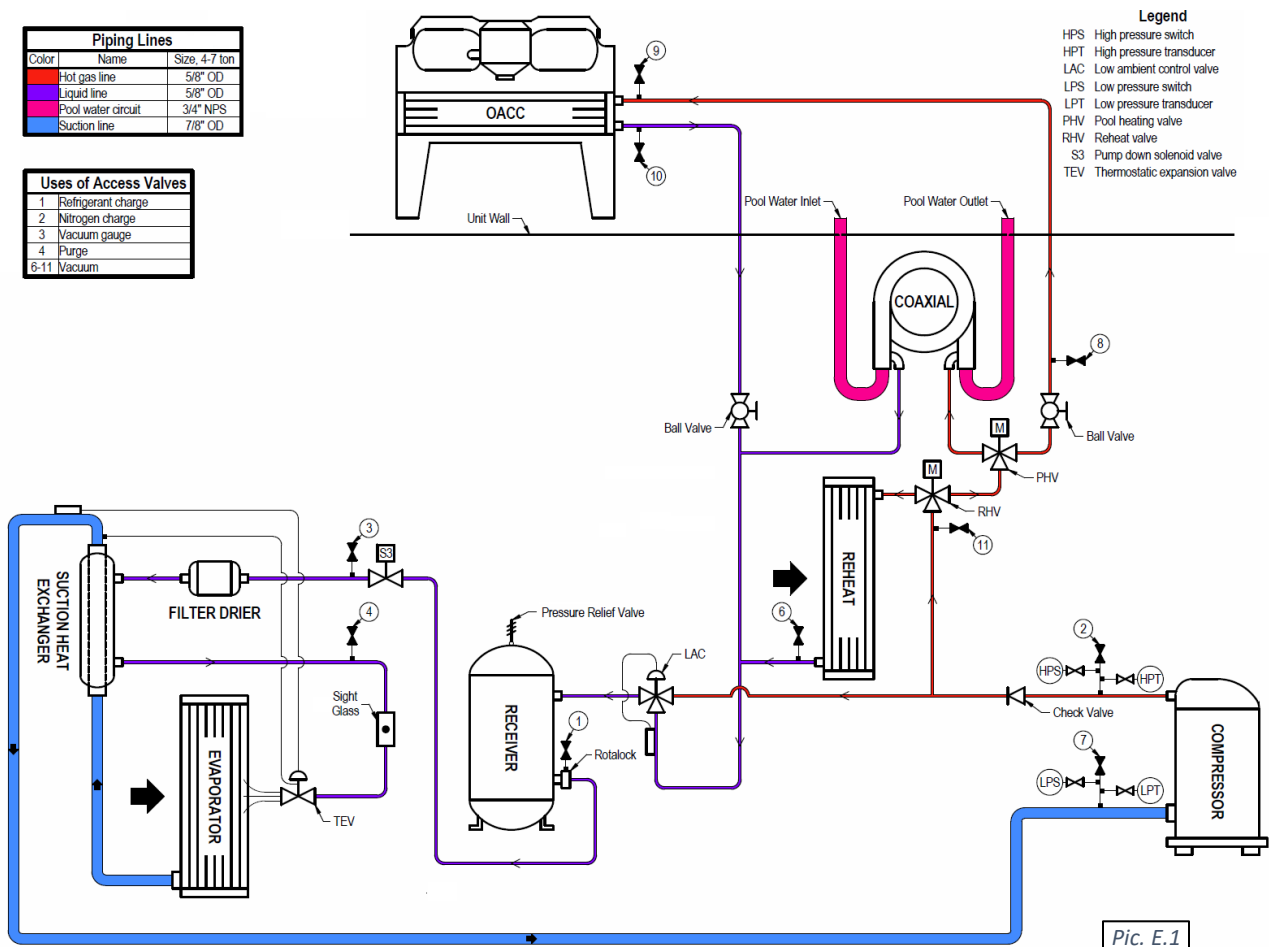 Piping Lines
Color Name Size, 4-7 ton
Hot gas line 5/8" OD
Liquid line 5/8" OD
Pool water circuit 3/4" NPS
Suction line 7/8" OD
Uses of Access Valves
1 Refrigerant charge
2 Nitrogen charge
3 Vacuum gauge
4 Purge
6-11 Vacuum
Legend
HPS High pressure switch
HPT High pressure transducer
LAC Low ambient control valve
LPS Low pressure switch
LPT Low pressure transducer
PHV Pool heating valve
RHV Reheat valve
S3 Pump down solenoid valve
TEV Thermostatic expansion valve
9
OACC
10
Unit Wall
Pool Water Inlet
Pool Water Outlet
COAXIAL
8
Ball Valve
Ball Valve
M
PHV
M
RHV
11
REHEAT
6
3
S3
SUCTION HEAT
EXCHANGER
FILTER DRIER
4
Pressure Relief Valve
LAC
2
HPS
HPT
Check Valve
Sight
Glass
RECEIVER
1
Rotalock
EVAPORATOR
TEV
7
LPS
LPT
COMPRESSOR
Pic. E.1